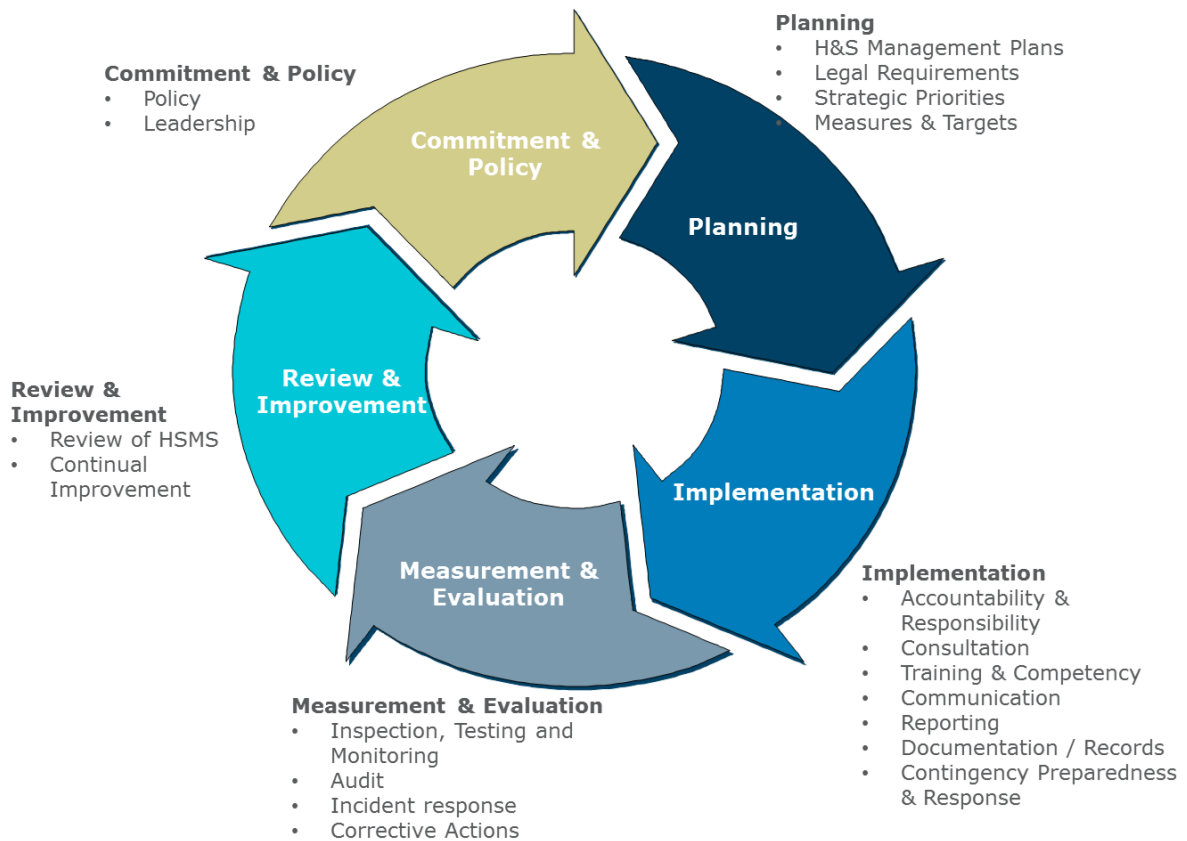 Commitment & Policy
• Policy
• Leadership
Planning
• H&S Management Plans
• Legal Requirements
• Strategic Priorities
• Measures & Targets
Commitment &
Policy
Planning
Review &
Improvement
Implementation
Measurement &
Evaluation
Review &
Improvement
• Review of HSMS
• Continual
Improvement
Implementation
• Accountability &
Responsibility
• Consultation
• Training & Competency
• Communication
• Reporting
• Documentation / Records
• Contingency Preparedness
& Response
Measurement & Evaluation
• Inspection, Testing and
Monitoring
• Audit
• Incident response
• Corrective Actions